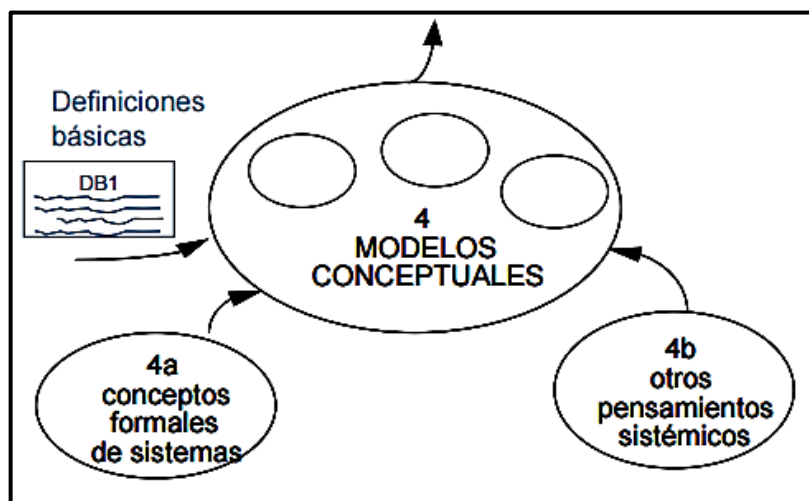 Definiciones
básicas
DB1
4
MODELOS
CONCEPTUALES
4a
conceptos
formales
de sistemas
4b
otros
pensamientos
sistémicos